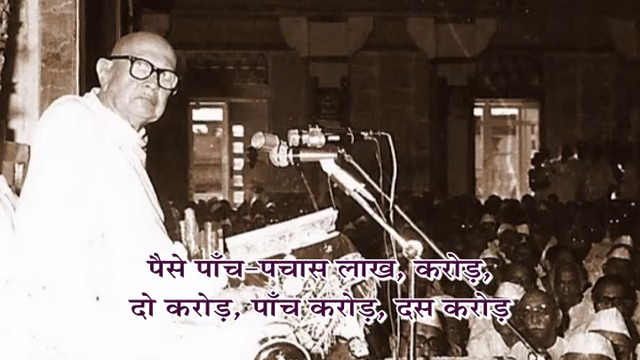 पैसे पाँच-पचास लाख, करोड़,
दो करोड़, पाँच करोड़, दस करोड़